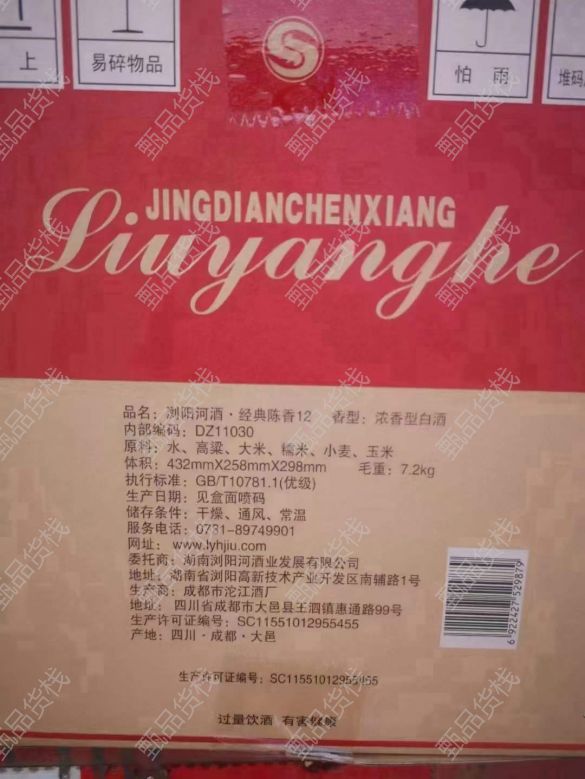 上
易碎物品
怕 雨
堆码
JINGDIANCHENXIANG
Liuyanghe
品名：浏阳河酒·经典陈香12 香型：浓香型白酒
内部编码：DZ11030
原料：水、高粱、大米、糯米、小麦、玉米
体积：432mmX258mmX298mm 毛重：7.2kg
执行标准：GB/T10781.1(优级)
生产日期：见盒面喷码
储存条件：干燥、通风、常温
服务电话：0731-89749901
网址： www.lyhjiu.com
委托商：湖南浏阳河酒业发展有限公司
地址：湖南省浏阳高新技术产业开发区南辅路1号
生产商：成都市沱江酒厂
地址： 四川省成都市大邑县王泗镇惠通路99号
生产许可证编号：SC11551012955455
产地：四川·成都·大邑
6922427529879
生产许可证编号：SC11551012955455
过量饮酒 有害健康
甄品货栈